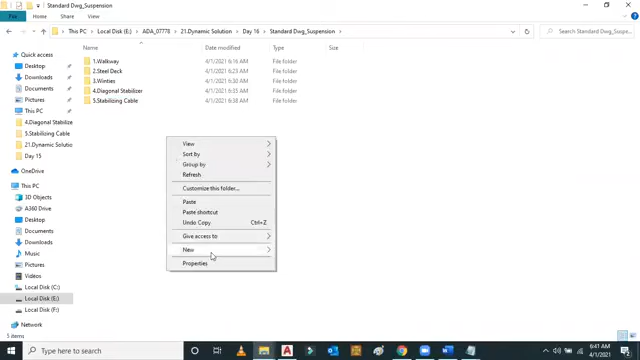 Standard Dwg_Suspension
File Home Share View
This PC > Local Disk (E:) > ADA_07778 > 21.Dynamic Solution > Day 16 > Standard Dwg_Suspension >
Search Standard Dwg_Suspension
Name Date modified Type Size
1.Walkway 4/1/2021 6:16 AM File folder
2.Steel Deck 4/1/2021 6:23 AM File folder
3.Winties 4/1/2021 6:30 AM File folder
4.Diagonal Stabilizer 4/1/2021 6:35 AM File folder
5.Stabilizing Cable 4/1/2021 6:38 AM File folder
Quick access
Desktop
Downloads
Documents
Pictures
This PC
4.Diagonal Stabilizer
5.Stabilizing Cable
21.Dynamic Solutio
Day 15
OneDrive
This PC
3D Objects
A360 Drive
Desktop
Documents
Downloads
Music
Pictures
Videos
Local Disk (C:)
Local Disk (E:)
Local Disk (F:)
Network
View
Sort by
Group by
Refresh
Customize this folder...
Paste
Paste shortcut
Undo Copy Ctrl+Z
Give access to
New
Properties
5 items
Type here to search
6:41 AM
4/1/2021